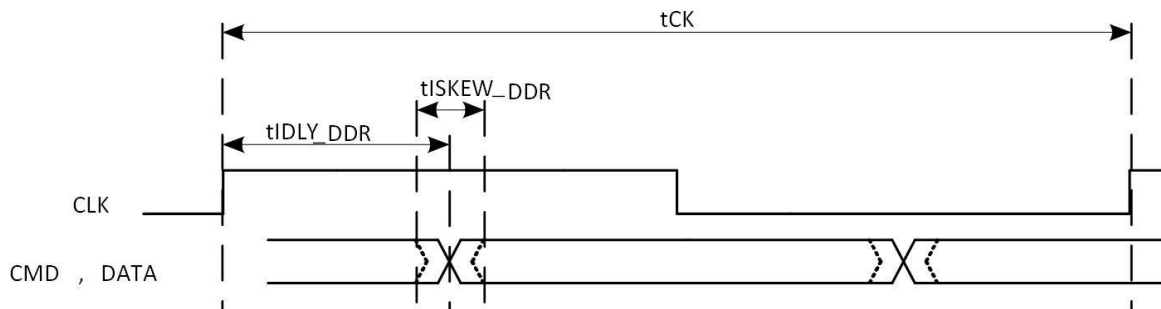 tCK
tISKEW_DDR
tIDLY_DDR
CLK
CMD , DATA